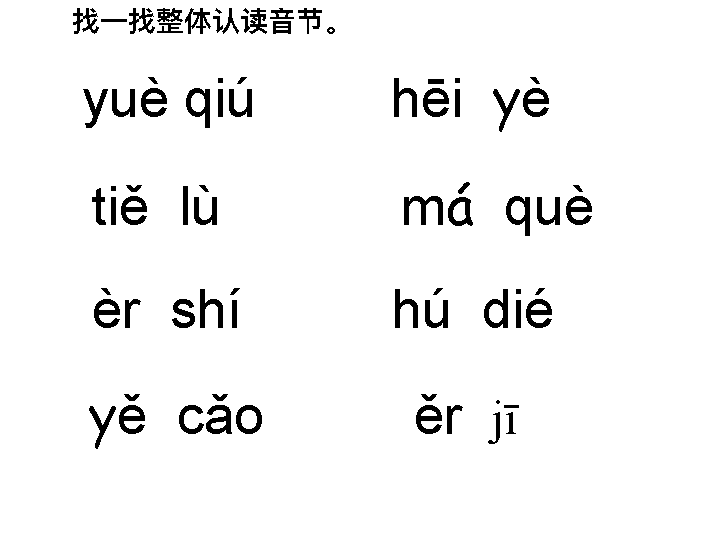 找一找整体认读音节。
yuè qiú hēi yè
tiě lù má què
èr shí hú dié
yě cǎo ěr jī